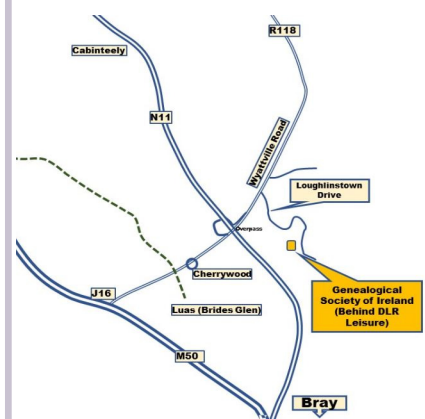 R118
Cabinteely
N11
Wyattville Road
Loughlinstown
Drive
Overpass
Cherrywood
Genealogical
Society of Ireland
(Behind DLR
Leisure)
J16
Luas (Brides Glen)
M50
Bray